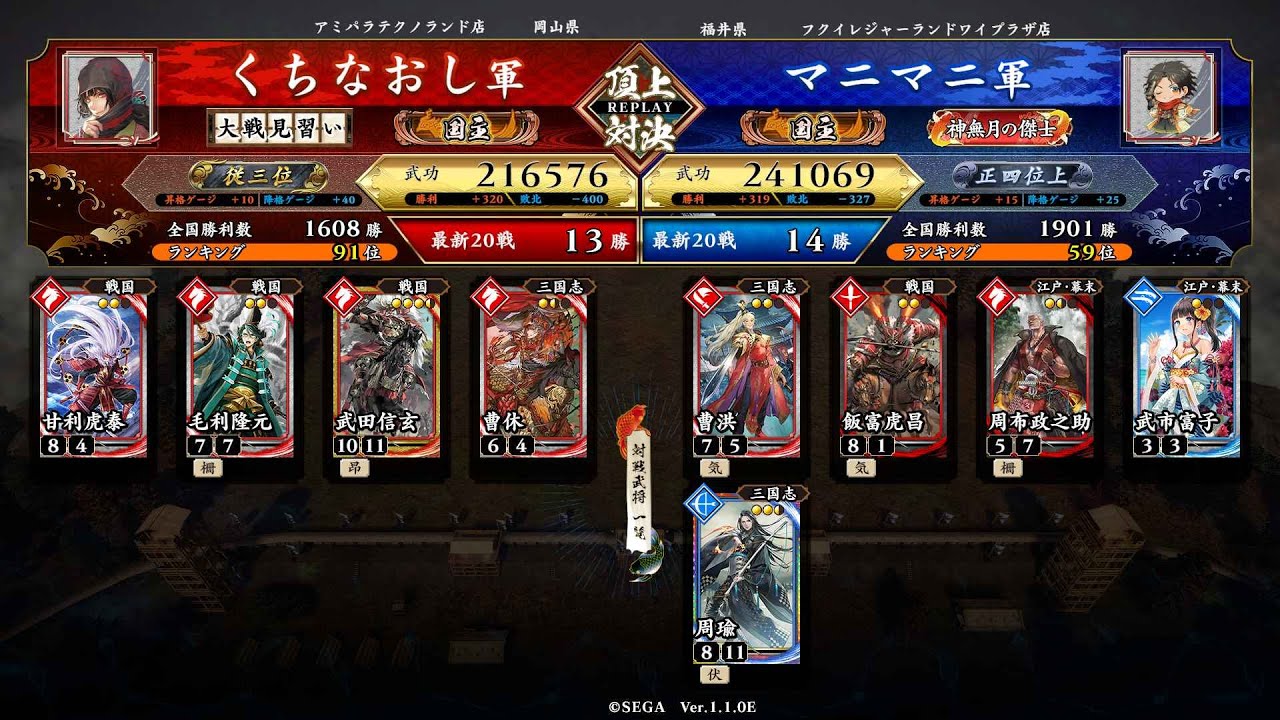 アミパラテクノランド店 岡山県 福井県 フクイレジャーランドワイプラザ店
くちなおし軍 頂上 マニマニ軍
REPLAY
対決
大戦見習い 国主 国主 神無月の傑士
従三位 武功 216576 武功 241069 正四位上
昇格ゲージ +10 降格ゲージ +40 勝利 +320 敗北 -400 勝利 +319 敗北 -327 昇格ゲージ +15 降格ゲージ +25
全国勝利数 1608 勝 最新20戦 13 勝 最新20戦 14 勝 全国勝利数 1901 勝
ランキング 91位 ランキング 59位
戦国 戦国 戦国 三国志 三国志 戦国 江戸・幕末 江戸・幕末
甘利虎泰 毛利隆元 武田信玄 曹休 曹洪 飯富虎昌 周布政之助 武市富子
8 4 7 7 10 11 6 4 7 5 8 1 5 7 3 3
柵 昴 気 気 柵
対戦武将一覧
三国志
周瑜
8 11
伏
©SEGA Ver.1.1.0E